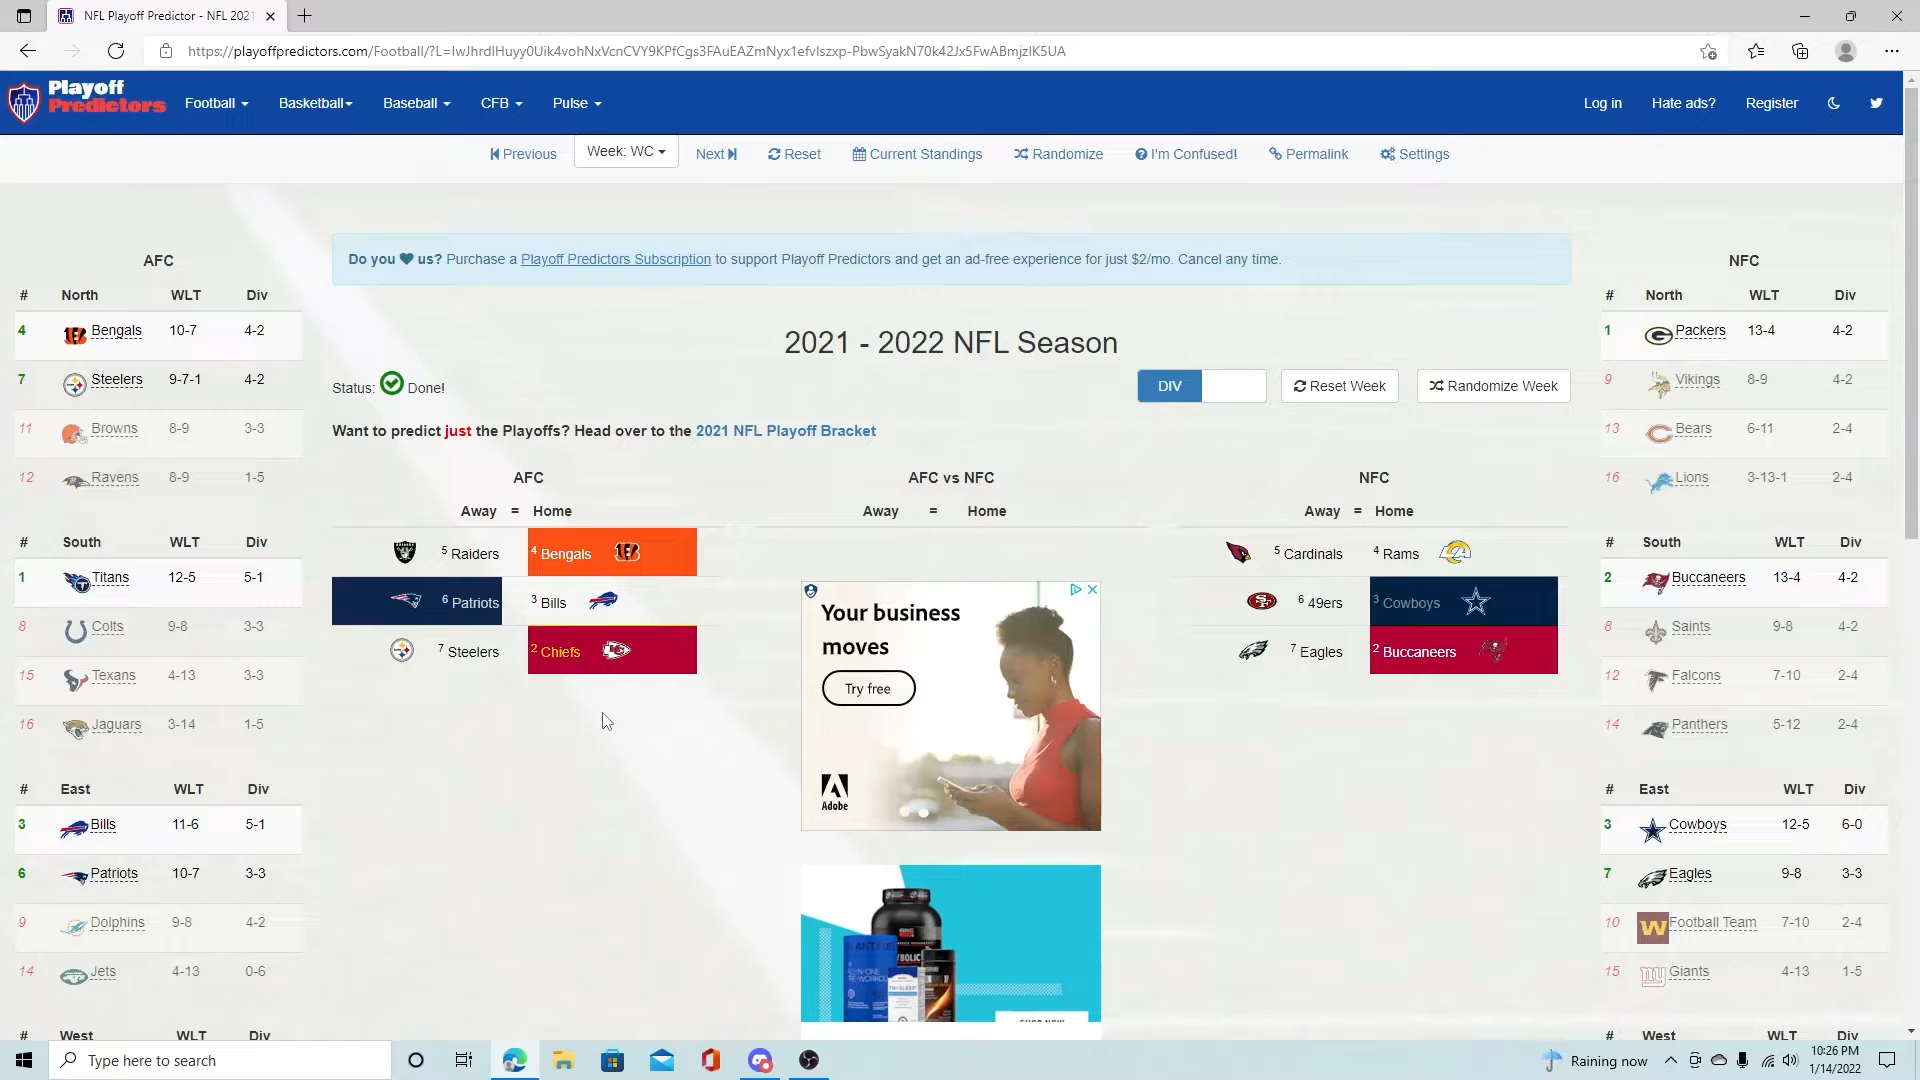 NFL Playoff Predictor - NFL 2021
https://playoffpredictors.com/Football/?L=IwJhrdIHuyy0Uik4vohNxVcnCVY9KPfCgs3FAuEAZmNyx1efvlszxp-PbwSyakN70k42Jx5FwABmjzIK5UA
Playoff
Predictors
Football Basketball Baseball CFB Pulse Log in Hate ads? Register
Previous Week: WC Next Reset Current Standings Randomize I'm Confused! Permalink Settings
Do you us? Purchase a Playoff Predictors Subscription to support Playoff Predictors and get an ad-free experience for just $2/mo. Cancel any time.
2021 - 2022 NFL Season
Status: Done!
DIV Reset Week Randomize Week
Want to predict just the Playoffs? Head over to the 2021 NFL Playoff Bracket
AFC
# North WLT Div
4 Bengals 10-7 4-2
7 Steelers 9-7-1 4-2
11 Browns 8-9 3-3
12 Ravens 8-9 1-5
# South WLT Div
1 Titans 12-5 5-1
8 Colts 9-8 3-3
15 Texans 4-13 3-3
16 Jaguars 3-14 1-5
# East WLT Div
3 Bills 11-6 5-1
6 Patriots 10-7 3-3
9 Dolphins 9-8 4-2
14 Jets 4-13 0-6
# West WLT Div
AFC
Away = Home
5 Raiders 4 Bengals
6 Patriots 3 Bills
7 Steelers 2 Chiefs
AFC vs NFC
Away = Home
Your business
moves
Try free
Adobe
NFC
Away = Home
5 Cardinals 4 Rams
6 49ers 3 Cowboys
7 Eagles 2 Buccaneers
NFC
# North WLT Div
1 Packers 13-4 4-2
9 Vikings 8-9 4-2
13 Bears 6-11 2-4
16 Lions 3-13-1 2-4
# South WLT Div
2 Buccaneers 13-4 4-2
8 Saints 9-8 4-2
12 Falcons 7-10 2-4
14 Panthers 5-12 2-4
# East WLT Div
3 Cowboys 12-5 6-0
7 Eagles 9-8 3-3
10 Football Team 7-10 2-4
15 Giants 4-13 1-5
# West WLT Div
Type here to search
Raining now
10:26 PM
1/14/2022